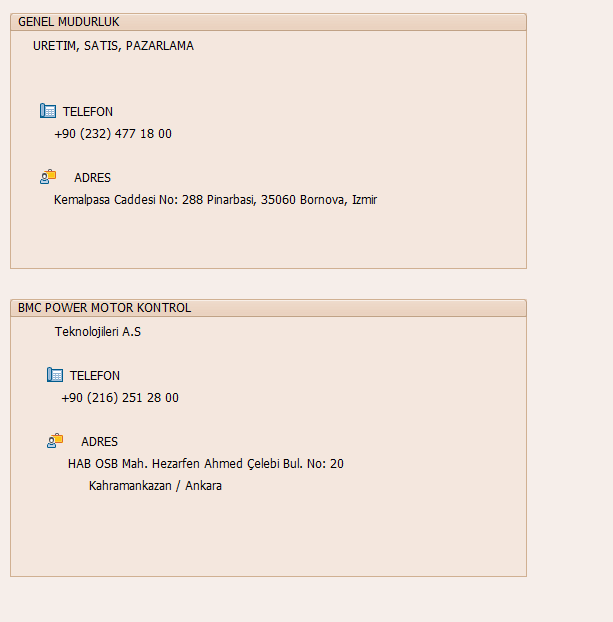 GENEL MUDURLUK
URETIM, SATIS, PAZARLAMA
TELEFON
+90 (232) 477 18 00
ADRES
Kemalpasa Caddesi No: 288 Pinarbasi, 35060 Bornova, Izmir
BMC POWER MOTOR KONTROL
Teknolojileri A.S
TELEFON
+90 (216) 251 28 00
ADRES
HAB OSB Mah. Hezarfen Ahmed Çelebi Bul. No: 20
Kahramankazan / Ankara